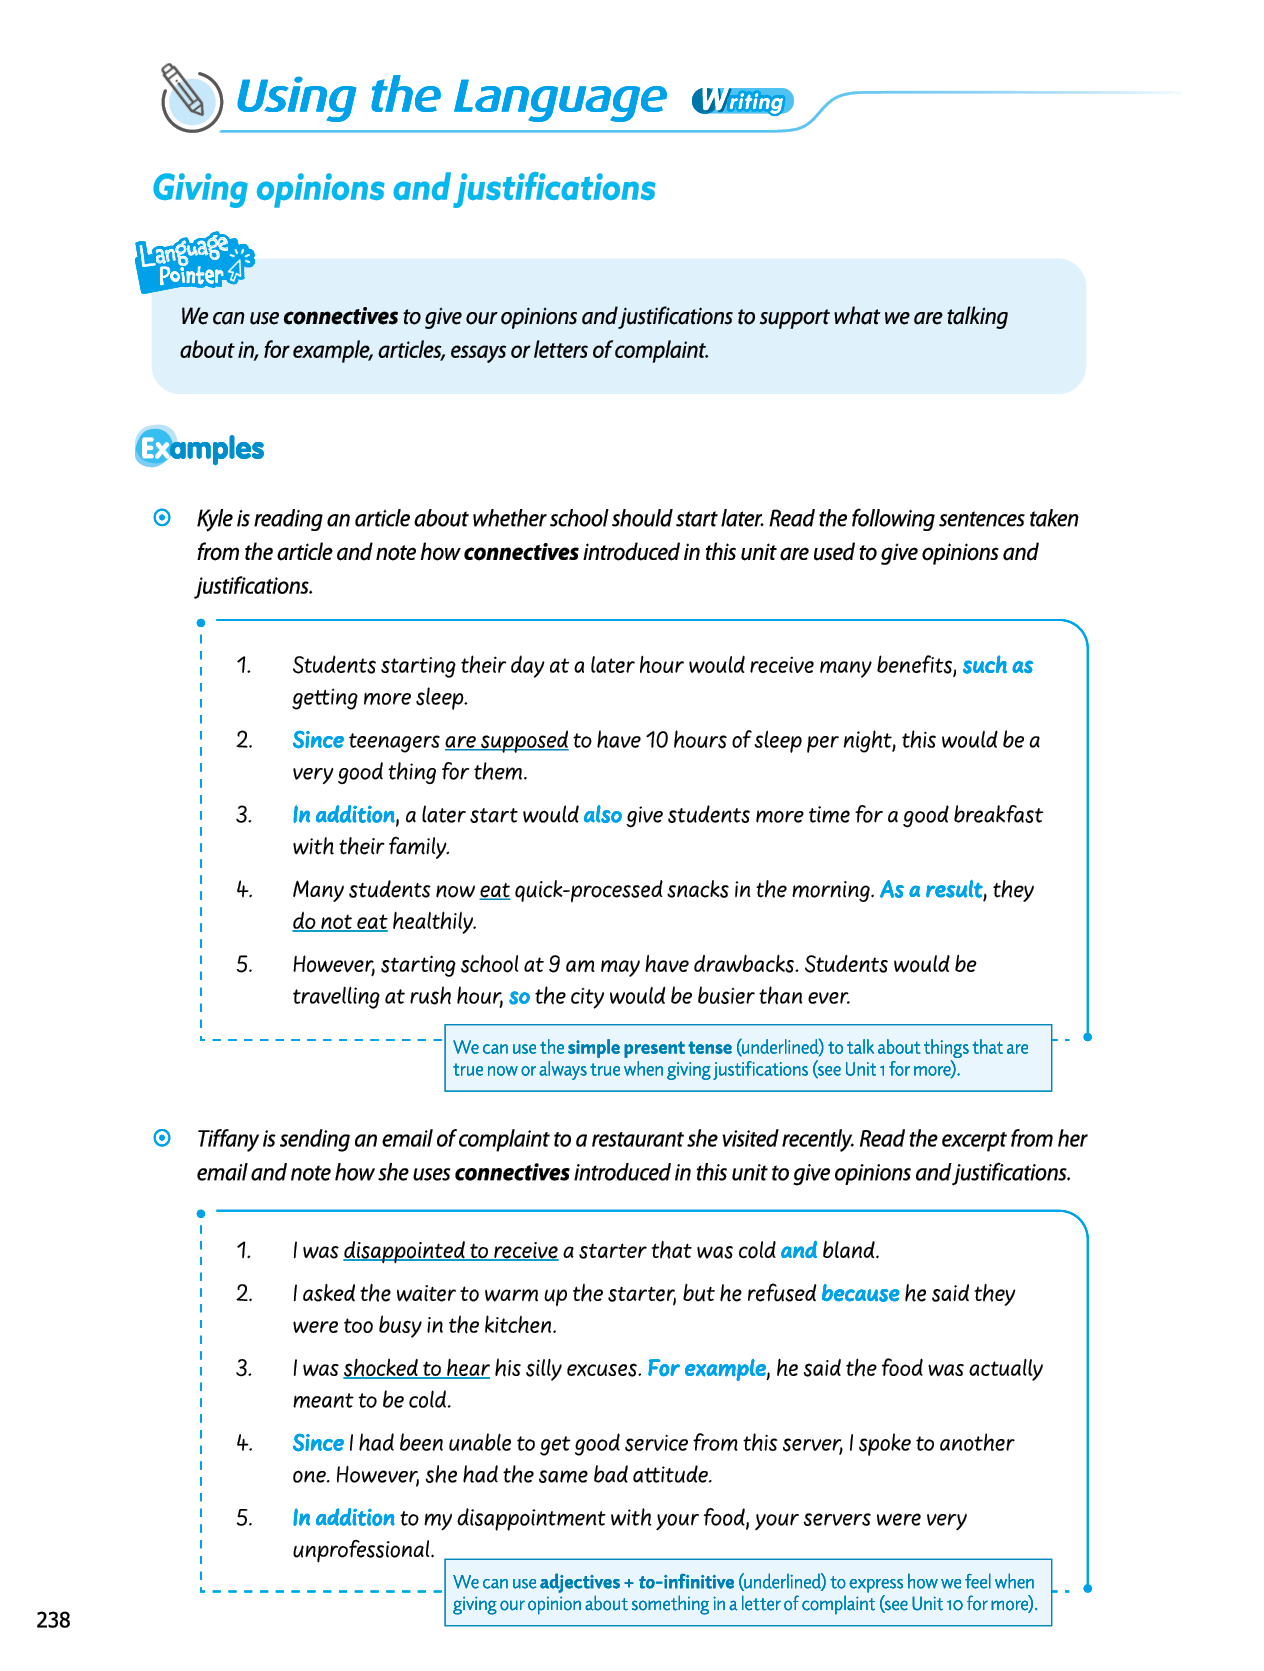 Using the Language Writing
Giving opinions and justifications
Language
Pointer
We can use connectives to give our opinions and justifications to support what we are talking
about in, for example, articles, essays or letters of complaint.
Examples
Kyle is reading an article about whether school should start later. Read the following sentences taken
from the article and note how connectives introduced in this unit are used to give opinions and
justifications.
1. Students starting their day at a later hour would receive many benefits, such as
getting more sleep.
2. Since teenagers are supposed to have 10 hours of sleep per night, this would be a
very good thing for them.
3. In addition, a later start would also give students more time for a good breakfast
with their family.
4. Many students now eat quick-processed snacks in the morning. As a result, they
do not eat healthily.
5. However, starting school at 9 am may have drawbacks. Students would be
travelling at rush hour, so the city would be busier than ever.
We can use the simple present tense (underlined) to talk about things that are
true now or always true when giving justifications (see Unit 1 for more).
Tiffany is sending an email of complaint to a restaurant she visited recently. Read the excerpt from her
email and note how she uses connectives introduced in this unit to give opinions and justifications.
1. I was disappointed to receive a starter that was cold and bland.
2. I asked the waiter to warm up the starter, but he refused because he said they
were too busy in the kitchen.
3. I was shocked to hear his silly excuses. For example, he said the food was actually
meant to be cold.
4. Since I had been unable to get good service from this server, I spoke to another
one. However, she had the same bad attitude.
5. In addition to my disappointment with your food, your servers were very
unprofessional.
We can use adjectives + to-infinitive (underlined) to express how we feel when
giving our opinion about something in a letter of complaint (see Unit 10 for more).
238